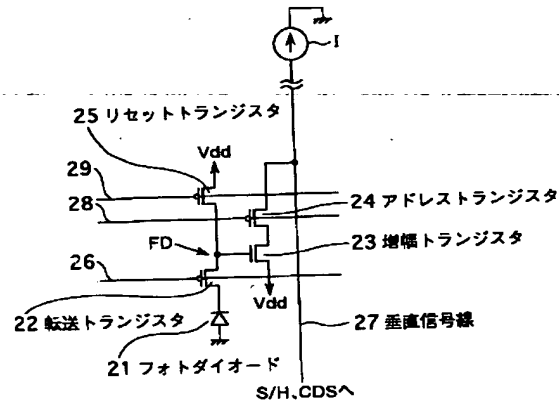 I
25 リセットトランジスタ
Vdd
29
28
24 アドレストランジスタ
FD
23 増幅トランジスタ
26
Vdd
22 転送トランジスタ
27 垂直信号線
21 フォトダイオード
S/H、CDSへ